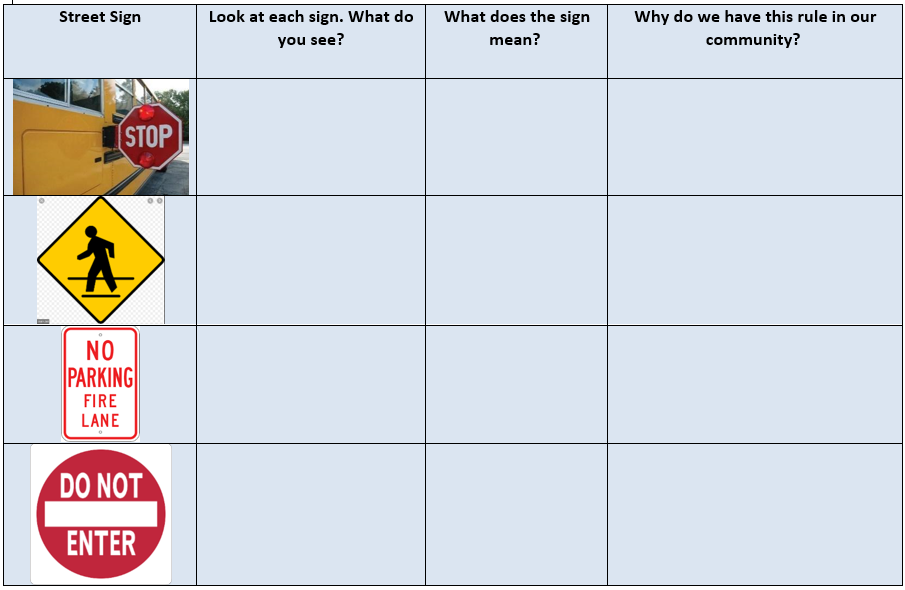 Street Sign
Look at each sign. What do
you see?
What does the sign
mean?
Why do we have this rule in our
community?
STOP
NO
PARKING
FIRE
LANE
DO NOT
ENTER